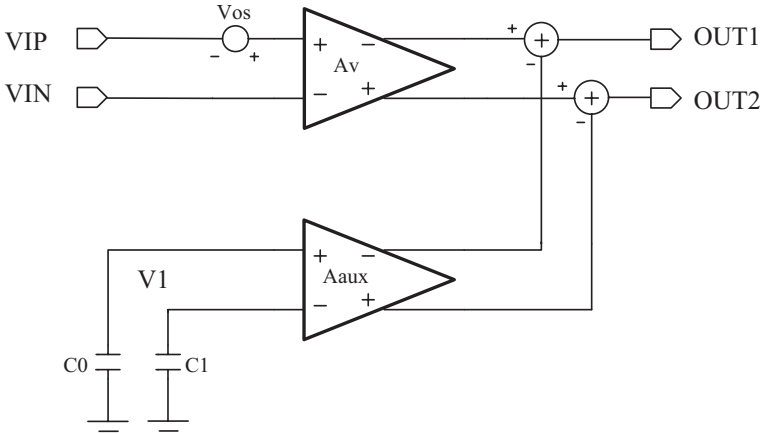 Vos
VIP
- +
+ -
Av
- +
+ + -
OUT1
VIN
+ + -
OUT2
+ -
V1
Aaux
- +
C0
C1